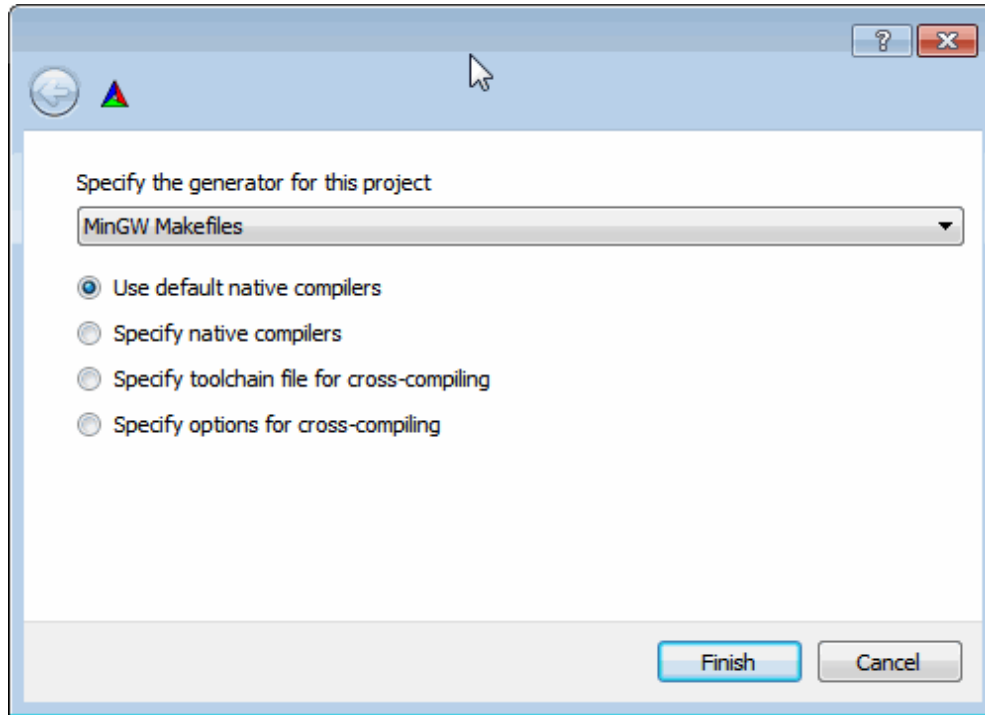 Specify the generator for this project
MinGW Makefiles
Use default native compilers
Specify native compilers
Specify toolchain file for cross-compiling
Specify options for cross-compiling
Finish
Cancel